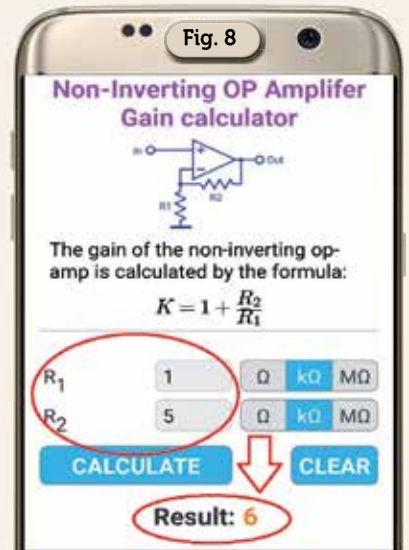 Fig. 8
Non-Inverting OP Amplifer
Gain calculator
In
+
−
Out
R2
R1
The gain of the non-inverting op-
amp is calculated by the formula:
K = 1 + R2/R1
R1 1 Ω kΩ MΩ
R2 5 Ω kΩ MΩ
CALCULATE CLEAR
Result: 6